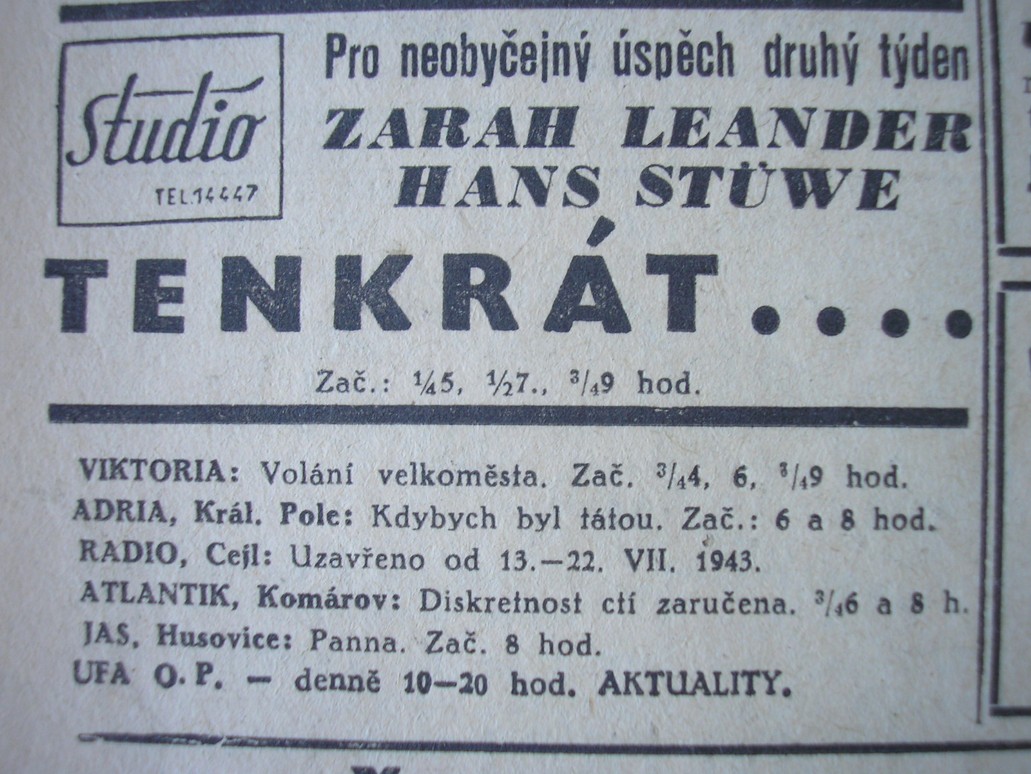 Studio
TEL.14447
Pro neobyčejný úspěch druhý týden
ZARAH LEANDER
HANS STÜWE
TENKRÁT....
Zač.: ¼5, ½7., ¾9 hod.
VIKTORIA: Volání velkoměsta. Zač. ¾4, 6, ¾9 hod.
ADRIA, Král. Pole: Kdybych byl tátou. Zač.: 6 a 8 hod.
RADIO, Cejl: Uzavřeno od 13.—22. VII. 1943.
ATLANTIK, Komárov: Diskretnost ctí zaručena. ¾6 a 8 h.
JAS, Husovice: Panna. Zač. 8 hod.
UFA O.P. — denně 10—20 hod. AKTUALITY.